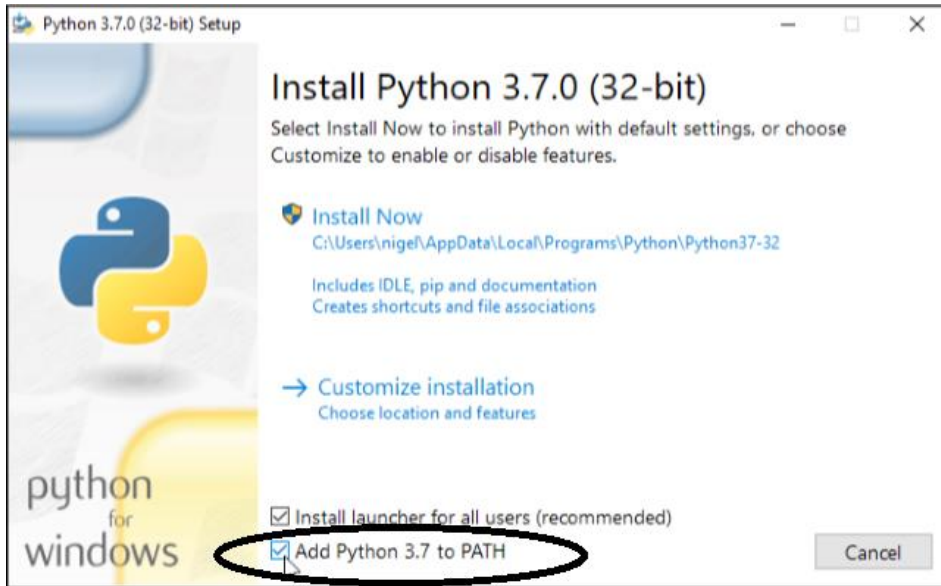 Python 3.7.0 (32-bit) Setup
Install Python 3.7.0 (32-bit)
Select Install Now to install Python with default settings, or choose
Customize to enable or disable features.
Install Now
C:\Users\nigel\AppData\Local\Programs\Python\Python37-32
Includes IDLE, pip and documentation
Creates shortcuts and file associations
Customize installation
Choose location and features
python
for
windows
Install launcher for all users (recommended)
Add Python 3.7 to PATH
Cancel